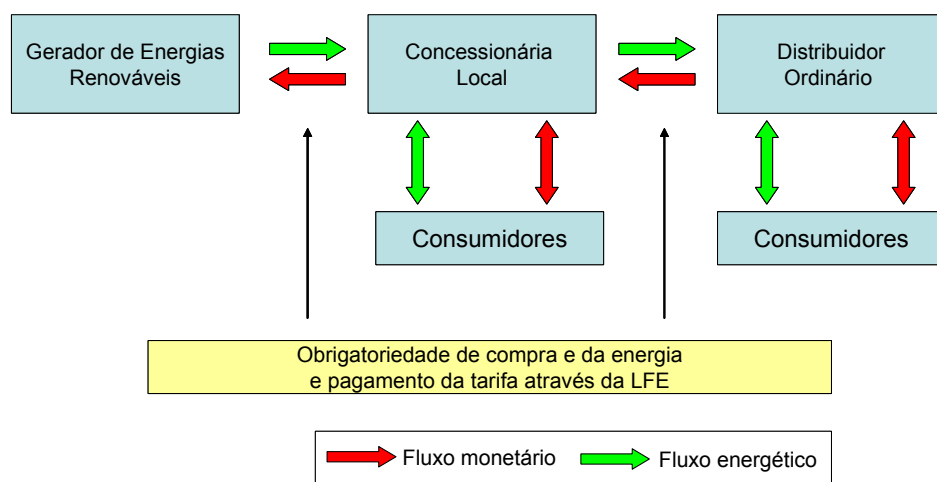 Gerador de Energias
Renováveis
Concessionária
Local
Distribuidor
Ordinário
Consumidores
Consumidores
Obrigatoriedade de compra e da energia
e pagamento da tarifa através da LFE
Fluxo monetário
Fluxo energético